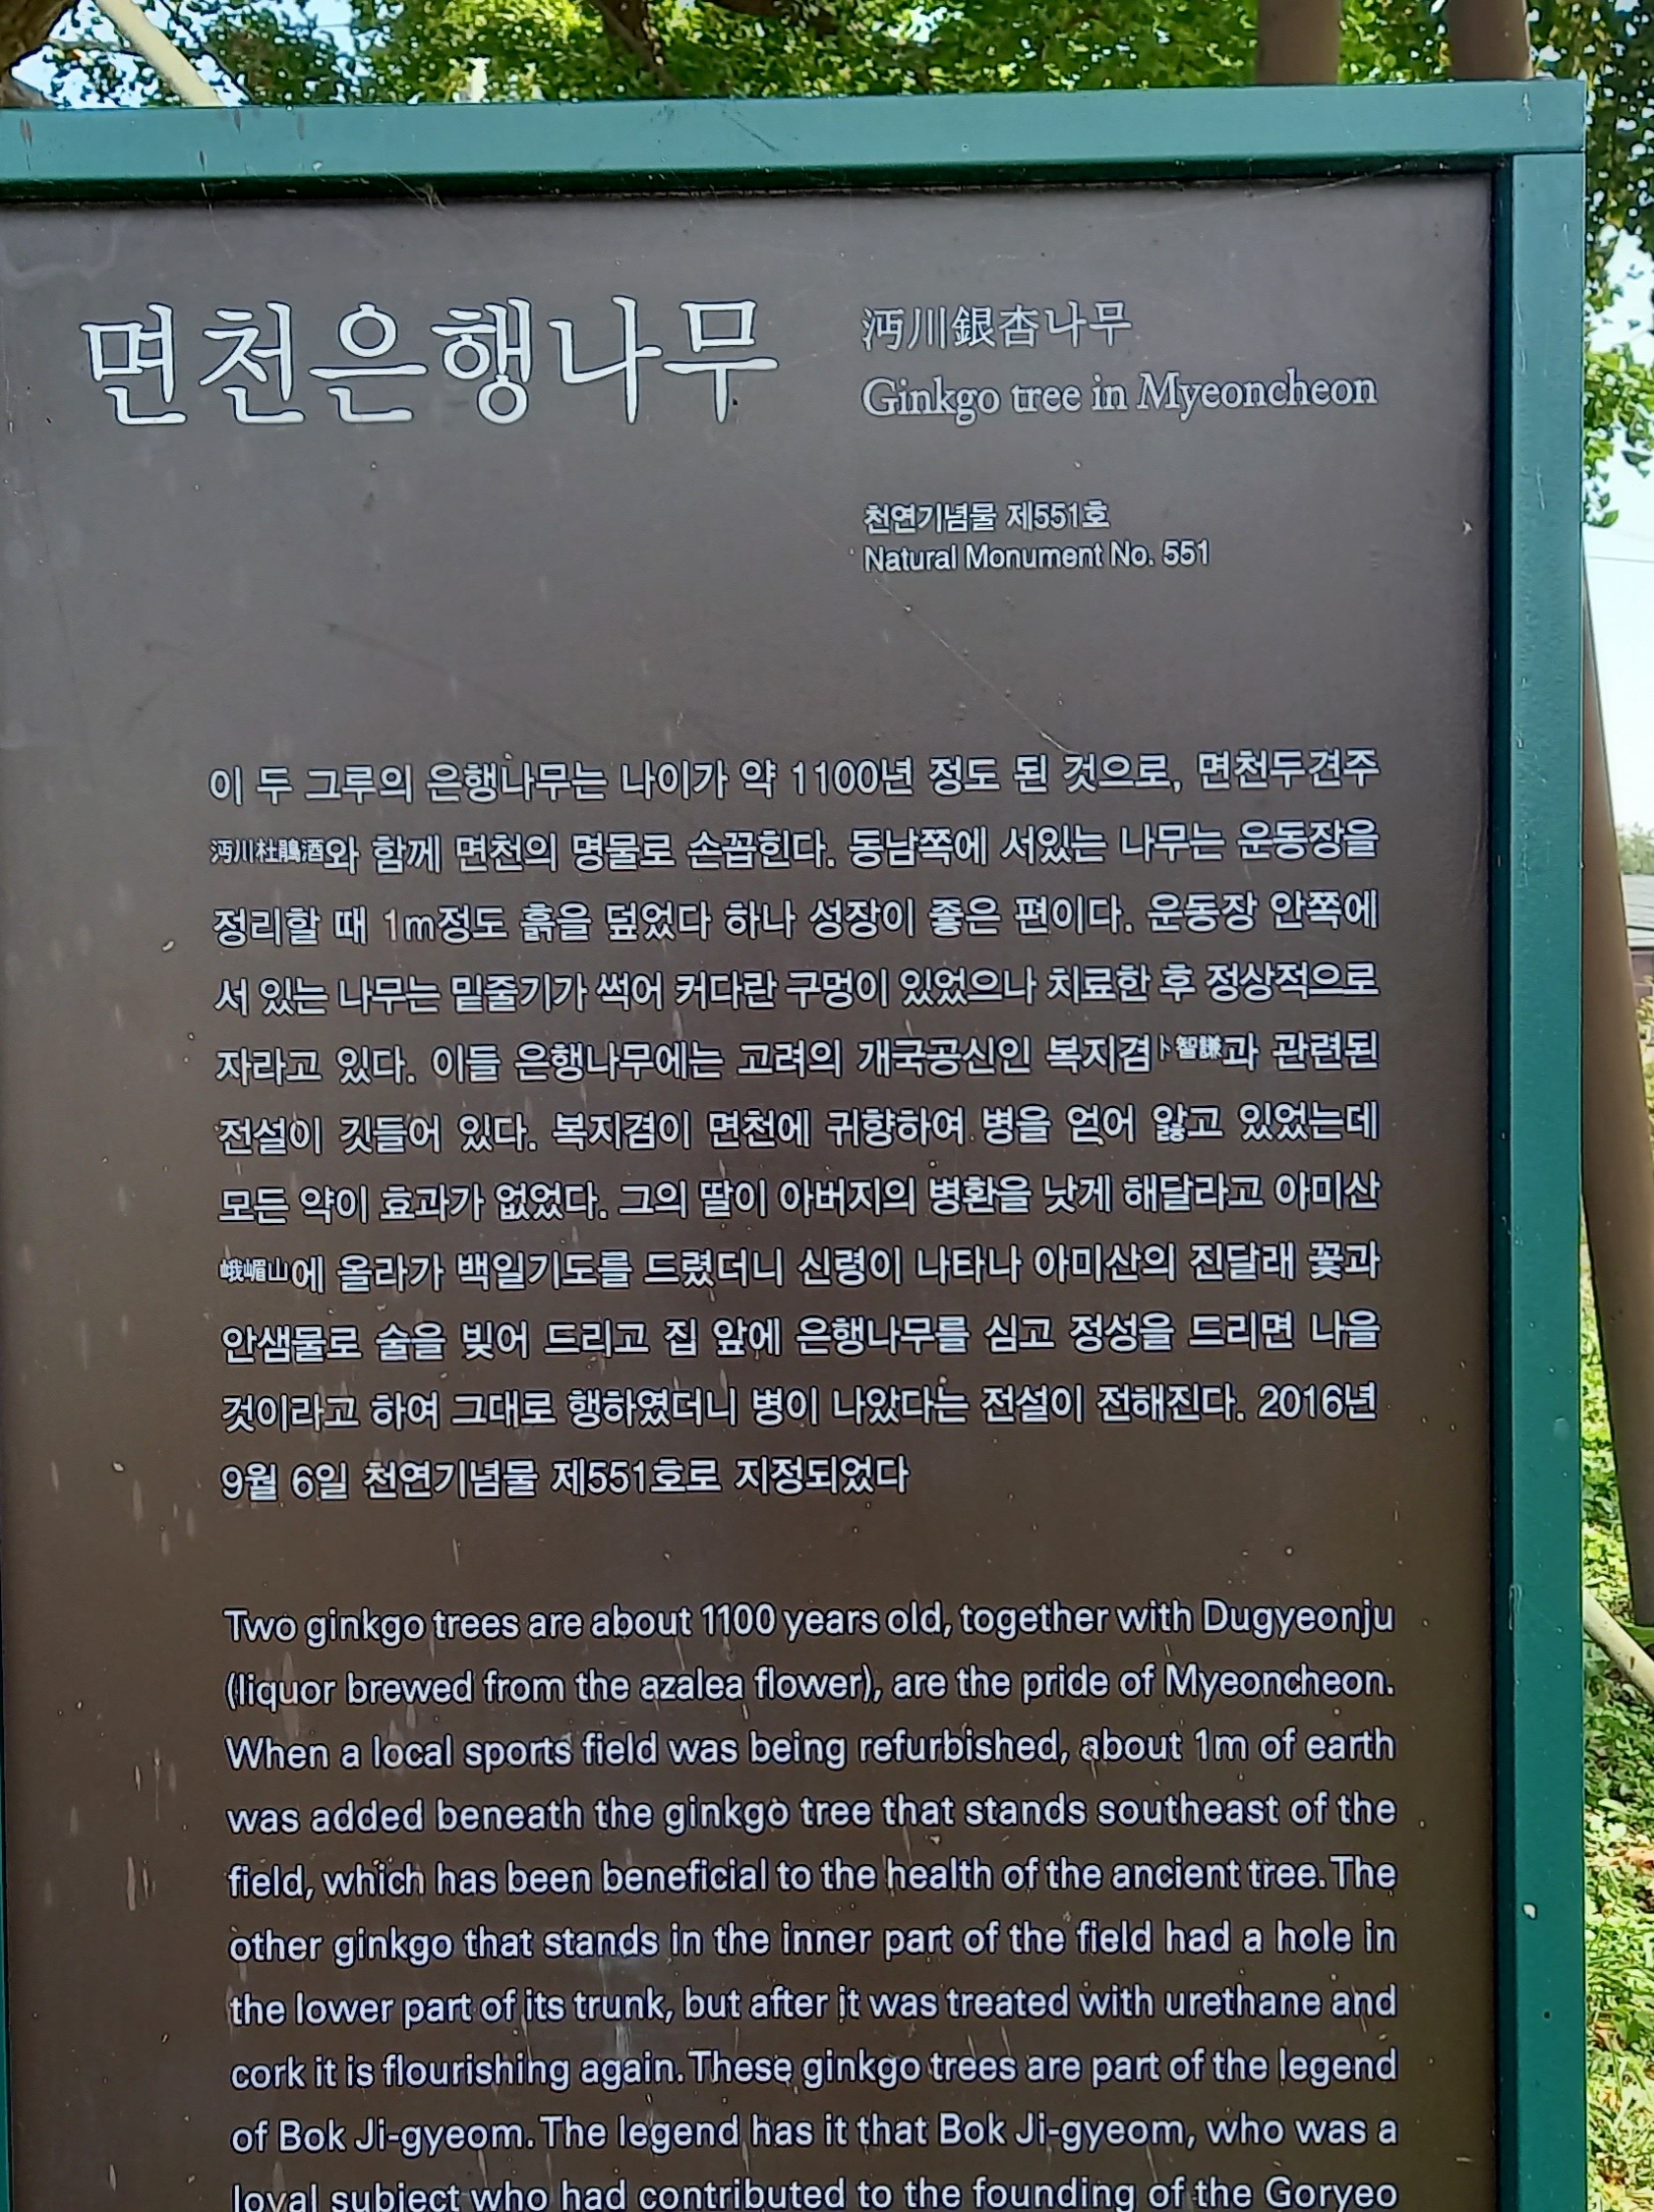 면천은행나무
沔川銀杏나무
Ginkgo tree in Myeoncheon
천연기념물 제551호
Natural Monument No. 551
이 두 그루의 은행나무는 나이가 약 1100년 정도 된 것으로, 면천두견주
沔川杜鵑酒와 함께 면천의 명물로 손꼽힌다. 동남쪽에 서있는 나무는 운동장을
정리할 때 1m정도 흙을 덮었다 하나 성장이 좋은 편이다. 운동장 안쪽에
서 있는 나무는 밑줄기가 썩어 커다란 구멍이 있었으나 치료한 후 정상적으로
자라고 있다. 이들 은행나무에는 고려의 개국공신인 복지겸卜智謙과 관련된
전설이 깃들어 있다. 복지겸이 면천에 귀향하여 병을 얻어 앓고 있었는데
모든 약이 효과가 없었다. 그의 딸이 아버지의 병환을 낫게 해달라고 아미산
峨嵋山에 올라가 백일기도를 드렸더니 신령이 나타나 아미산의 진달래 꽃과
안샘물로 술을 빚어 드리고 집 앞에 은행나무를 심고 정성을 드리면 나을
것이라고 하여 그대로 행하였더니 병이 나았다는 전설이 전해진다. 2016년
9월 6일 천연기념물 제551호로 지정되었다
Two ginkgo trees are about 1100 years old, together with Dugyeonju
(liquor brewed from the azalea flower), are the pride of Myeoncheon.
When a local sports field was being refurbished, about 1m of earth
was added beneath the ginkgo tree that stands southeast of the
field, which has been beneficial to the health of the ancient tree. The
other ginkgo that stands in the inner part of the field had a hole in
the lower part of its trunk, but after it was treated with urethane and
cork it is flourishing again. These ginkgo trees are part of the legend
of Bok Ji-gyeom. The legend has it that Bok Ji-gyeom, who was a
loyal subject who had contributed to the founding of the Goryeo